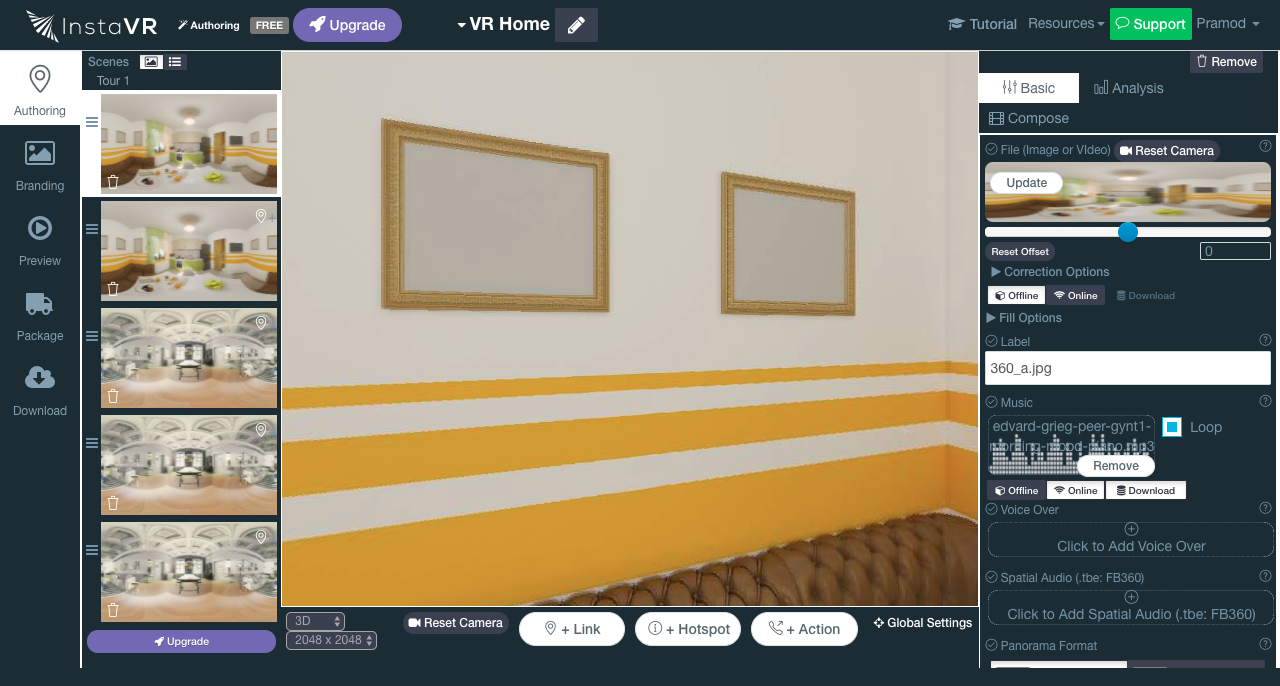 InstaVR
Authoring
FREE
Upgrade
VR Home
Tutorial
Resources
Support
Pramod
Authoring
Branding
Preview
Package
Download
Scenes
Tour 1
Upgrade
3D
2048 x 2048
Reset Camera
+ Link
+ Hotspot
+ Action
Global Settings
Remove
Basic
Analysis
Compose
File (Image or VIdeo)
Reset Camera
Update
Reset Offset
0
Correction Options
Offline
Online
Download
Fill Options
Label
360_a.jpg
Music
edvard-grieg-peer-gynt1-
morning-mood-piano.mp3
Loop
Remove
Offline
Online
Download
Voice Over
Click to Add Voice Over
Spatial Audio (.tbe: FB360)
Click to Add Spatial Audio (.tbe: FB360)
Panorama Format